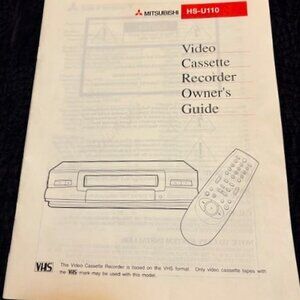 MITSUBISHI HS-U110
Video
Cassette
Recorder
Owner's
Guide
VHS This Video Cassette Recorder is based on the VHS format. Only video cassette tapes with
the VHS mark may be used with this model.